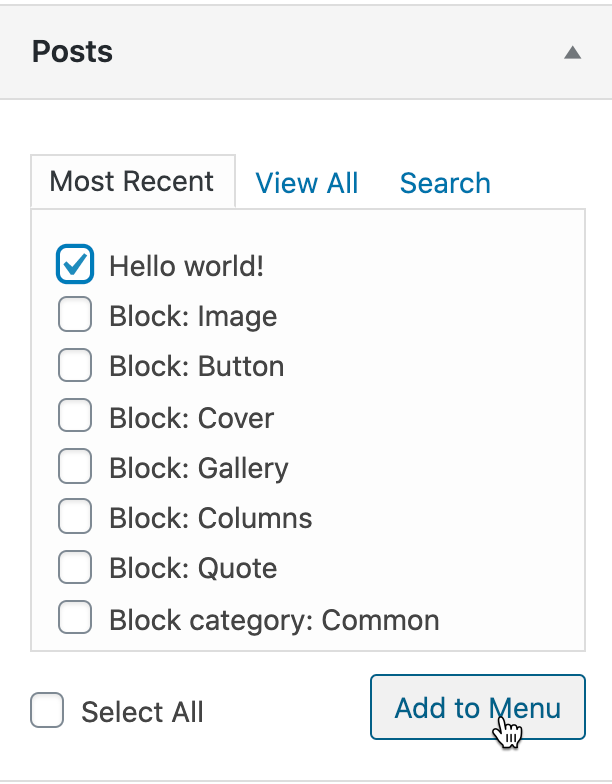 Posts
Most Recent View All Search
Hello world!
Block: Image
Block: Button
Block: Cover
Block: Gallery
Block: Columns
Block: Quote
Block category: Common
Select All Add to Menu